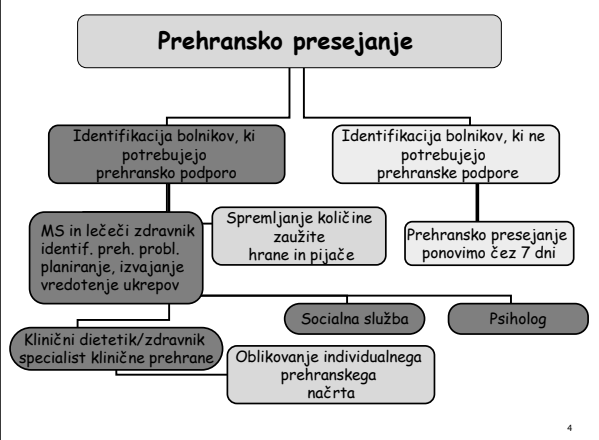 Prehransko presejanje
Identifikacija bolnikov, ki
potrebujejo
prehransko podporo
Identifikacija bolnikov, ki ne
potrebujejo
prehranske podpore
MS in lečeči zdravnik
identif. preh. probl.
planiranje, izvajanje
vredotenje ukrepov
Spremljanje količine
zaužite
hrane in pijače
Prehransko presejanje
ponovimo čez 7 dni
Socialna služba
Psiholog
Klinični dietetik/zdravnik
specialist klinične prehrane
Oblikovanje individualnega
prehranskega
načrta
4